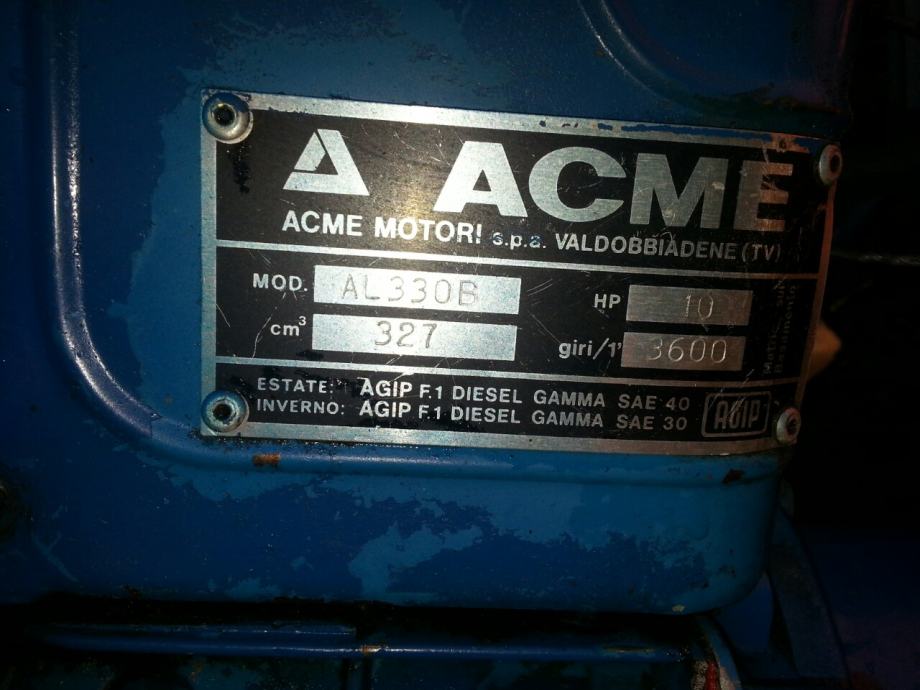 ACME
ACME MOTORI s.p.a. VALDOBBIADENE (TV)
MOD. AL330B HP 10
cm³ 327 giri/1' 3600
ESTATE: AGIP F.1 DIESEL GAMMA SAE 40
INVERNO: AGIP F.1 DIESEL GAMMA SAE 30
AGIP